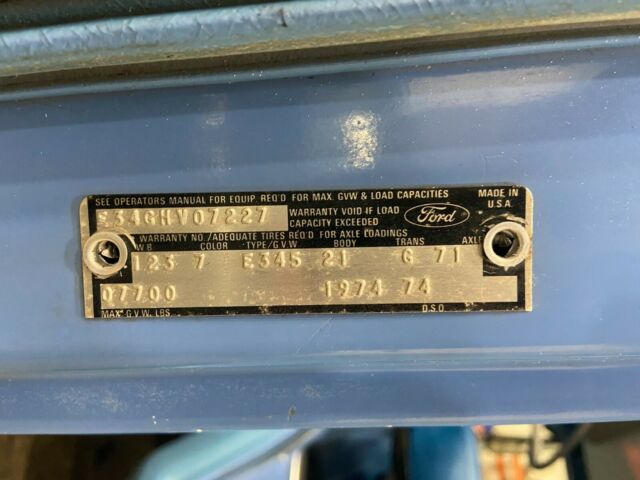 SEE OPERATORS MANUAL FOR EQUIP. REQ'D FOR MAX. GVW & LOAD CAPACITIES
MADE IN U.S.A.
E34GHV07227
WARRANTY VOID IF LOAD
CAPACITY EXCEEDED
Ford
WARRANTY NO./ADEQUATE TIRES REQ'D FOR AXLE LOADINGS
W B COLOR TYPE/G V W BODY TRANS AXLE
123 7 E345 21 G 71
07700 1974 74
MAX. G.V.W. LBS D.S.O.